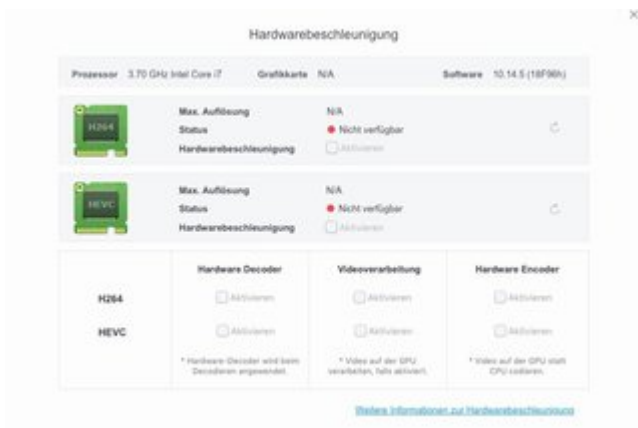 Hardwarebeschleunigung
Prozessor 3.70 GHz Intel Core i7 Grafikkarte N/A Software 10.14.5 (18F96h)
H264
Max. Auflösung N/A
Status Nicht verfügbar
Hardwarebeschleunigung Aktivieren
HEVC
Max. Auflösung N/A
Status Nicht verfügbar
Hardwarebeschleunigung Aktivieren
Hardware Decoder Videoverarbeitung Hardware Encoder
H264 Aktivieren Aktivieren Aktivieren
HEVC Aktivieren Aktivieren Aktivieren
* Hardware-Decoder wird beim * Video auf der GPU * Video auf der GPU statt
Decodieren angewendet. verarbeiten, falls aktiviert. CPU codieren.
Weitere Informationen zur Hardwarebeschleunigung